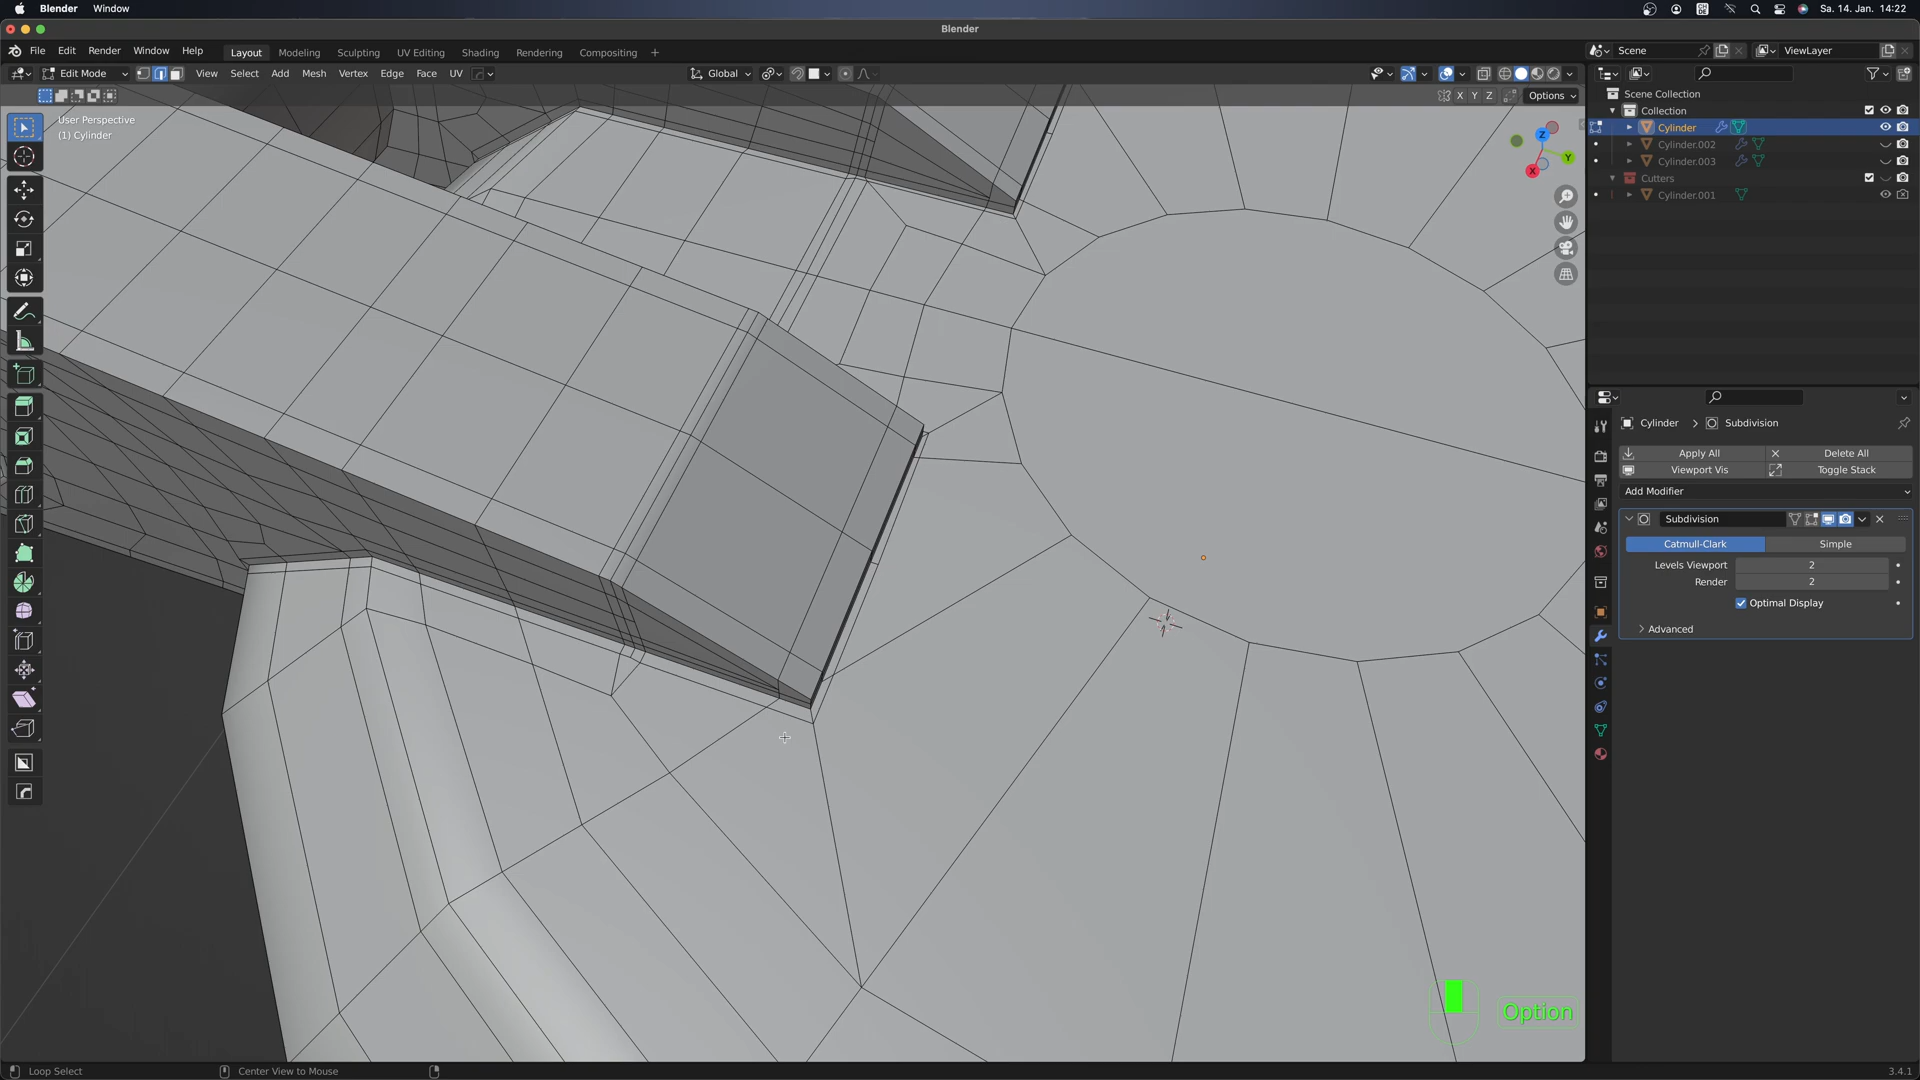 Blender Window
Sa. 14. Jan. 14:22
Blender
File Edit Render Window Help Layout Modeling Sculpting UV Editing Shading Rendering Compositing +
Scene
ViewLayer
Edit Mode View Select Add Mesh Vertex Edge Face UV Global
X Y Z Options
User Perspective
(1) Cylinder
Z
Y
X
Scene Collection
Collection
Cylinder
Cylinder.002
Cylinder.003
Cutters
Cylinder.001
Cylinder > Subdivision
Apply All Delete All
Viewport Vis Toggle Stack
Add Modifier
Subdivision
Catmull-Clark Simple
Levels Viewport 2
Render 2
Optimal Display
Advanced
Option
Loop Select Center View to Mouse 3.4.1